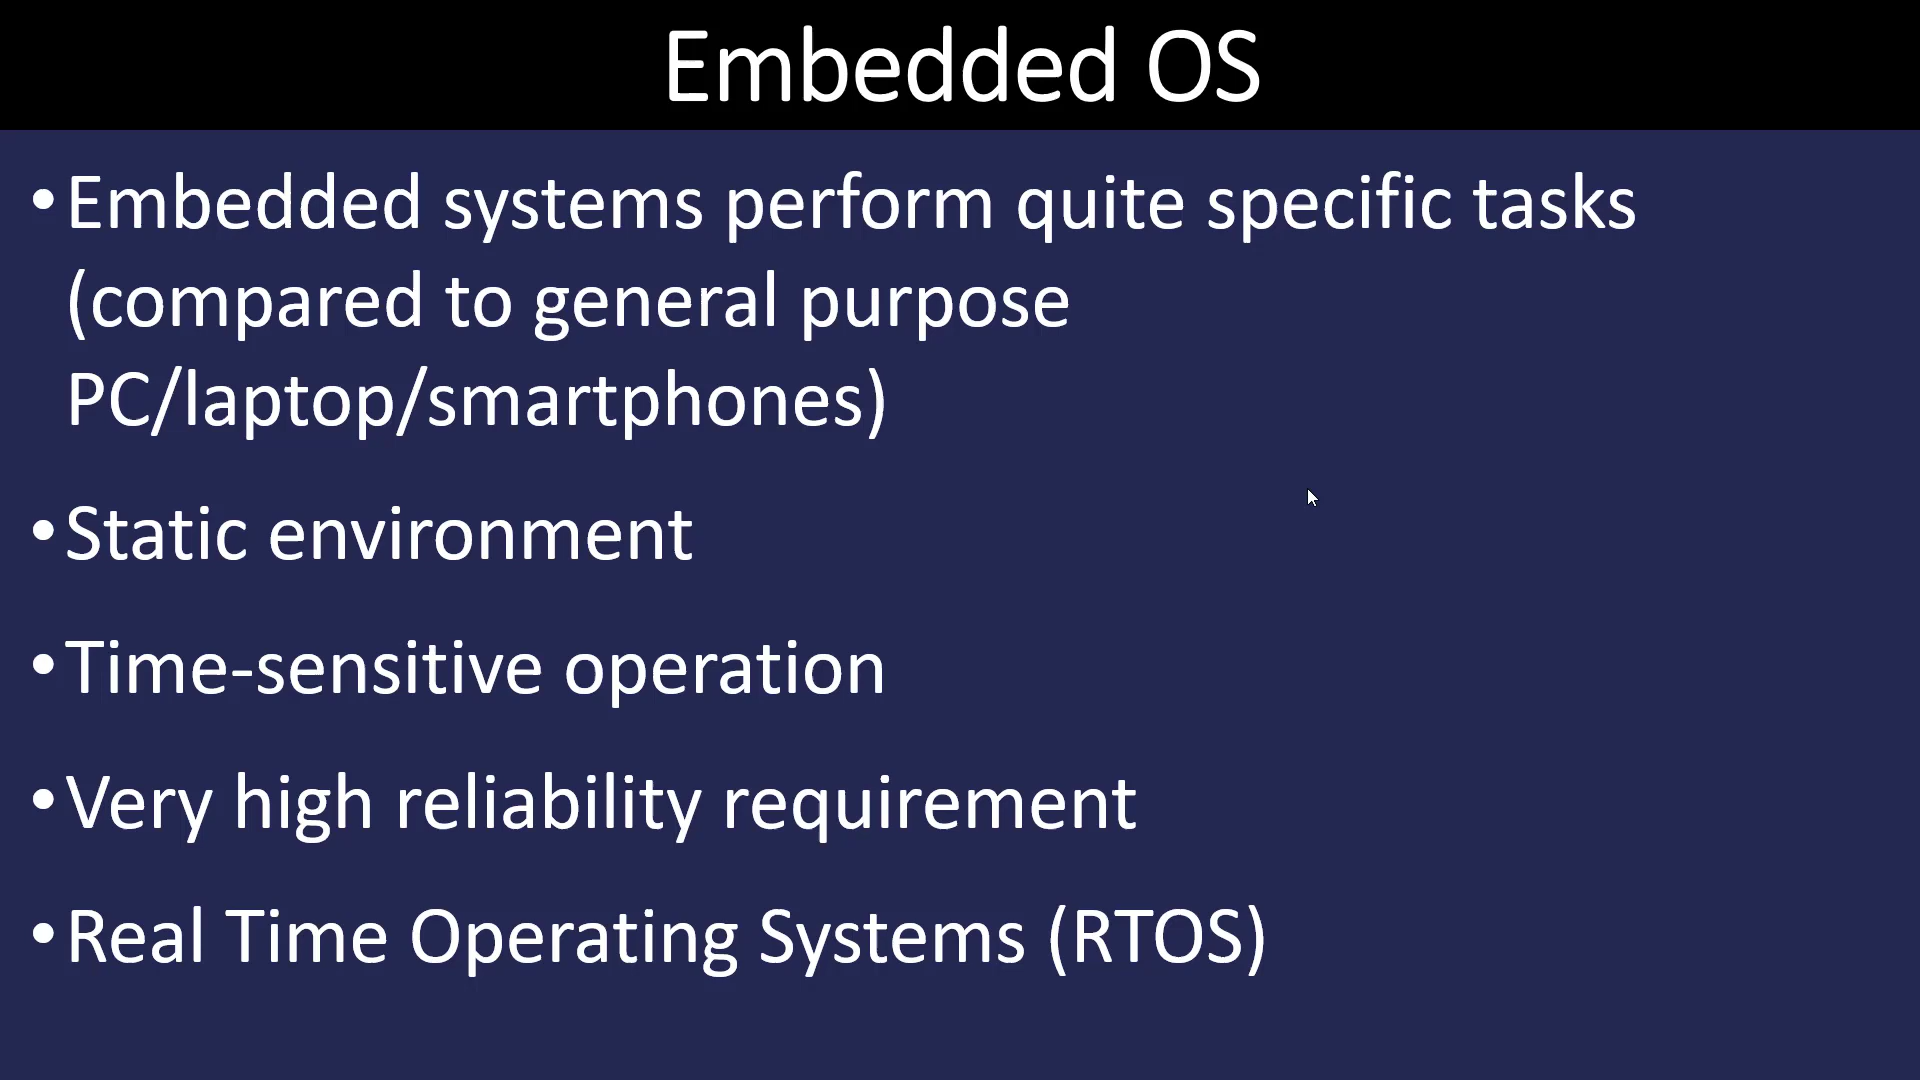 Embedded OS
•Embedded systems perform quite specific tasks
(compared to general purpose
PC/laptop/smartphones)
•Static environment
•Time-sensitive operation
•Very high reliability requirement
•Real Time Operating Systems (RTOS)